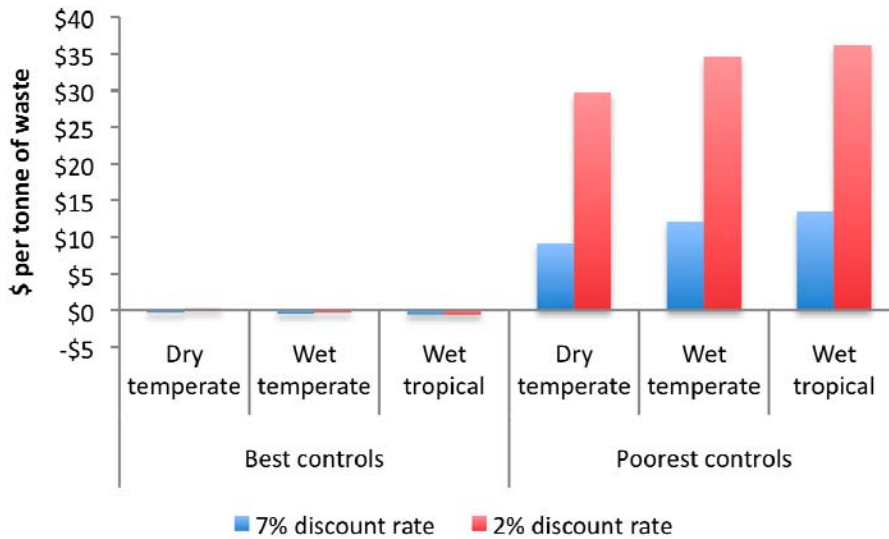 $ per tonne of waste
$40
$35
$30
$25
$20
$15
$10
$5
$0
-$5
Dry
temperate
Wet
temperate
Wet
tropical
Dry
temperate
Wet
temperate
Wet
tropical
Best controls
Poorest controls
7% discount rate
2% discount rate